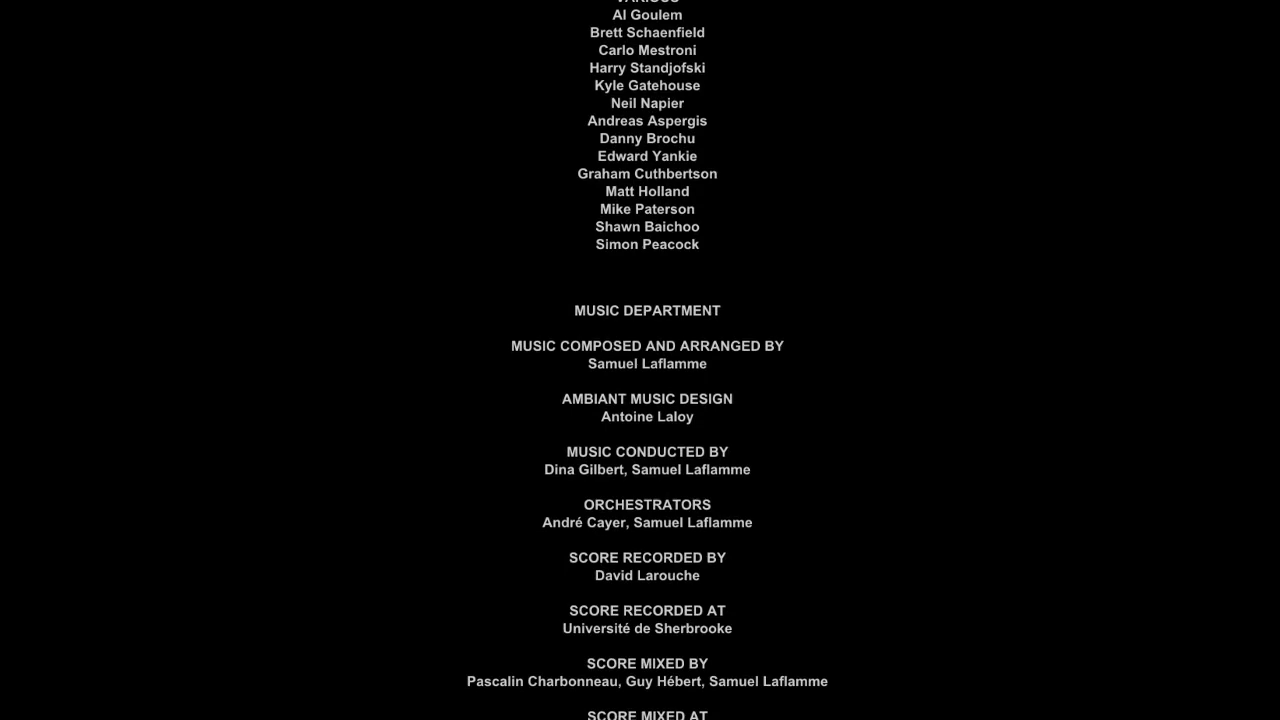 VARIOUS
Al Goulem
Brett Schaenfield
Carlo Mestroni
Harry Standjofski
Kyle Gatehouse
Neil Napier
Andreas Aspergis
Danny Brochu
Edward Yankie
Graham Cuthbertson
Matt Holland
Mike Paterson
Shawn Baichoo
Simon Peacock
MUSIC DEPARTMENT
MUSIC COMPOSED AND ARRANGED BY
Samuel Laflamme
AMBIANT MUSIC DESIGN
Antoine Laloy
MUSIC CONDUCTED BY
Dina Gilbert, Samuel Laflamme
ORCHESTRATORS
André Cayer, Samuel Laflamme
SCORE RECORDED BY
David Larouche
SCORE RECORDED AT
Université de Sherbrooke
SCORE MIXED BY
Pascalin Charbonneau, Guy Hébert, Samuel Laflamme
SCORE MIXED AT